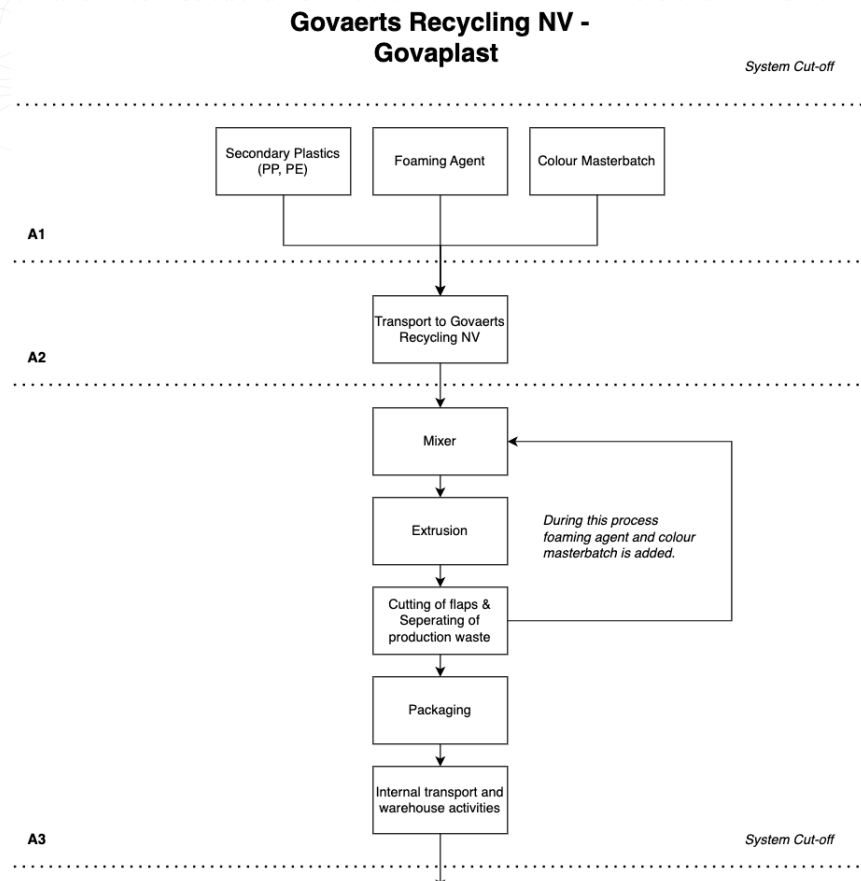 Govaerts Recycling NV -
Govaplast
System Cut-off
Secondary Plastics
(PP, PE)
Foaming Agent
Colour Masterbatch
A1
Transport to Govaerts
Recycling NV
A2
Mixer
Extrusion
During this process
foaming agent and colour
masterbatch is added.
Cutting of flaps &
Seperating of
production waste
Packaging
Internal transport and
warehouse activities
A3
System Cut-off